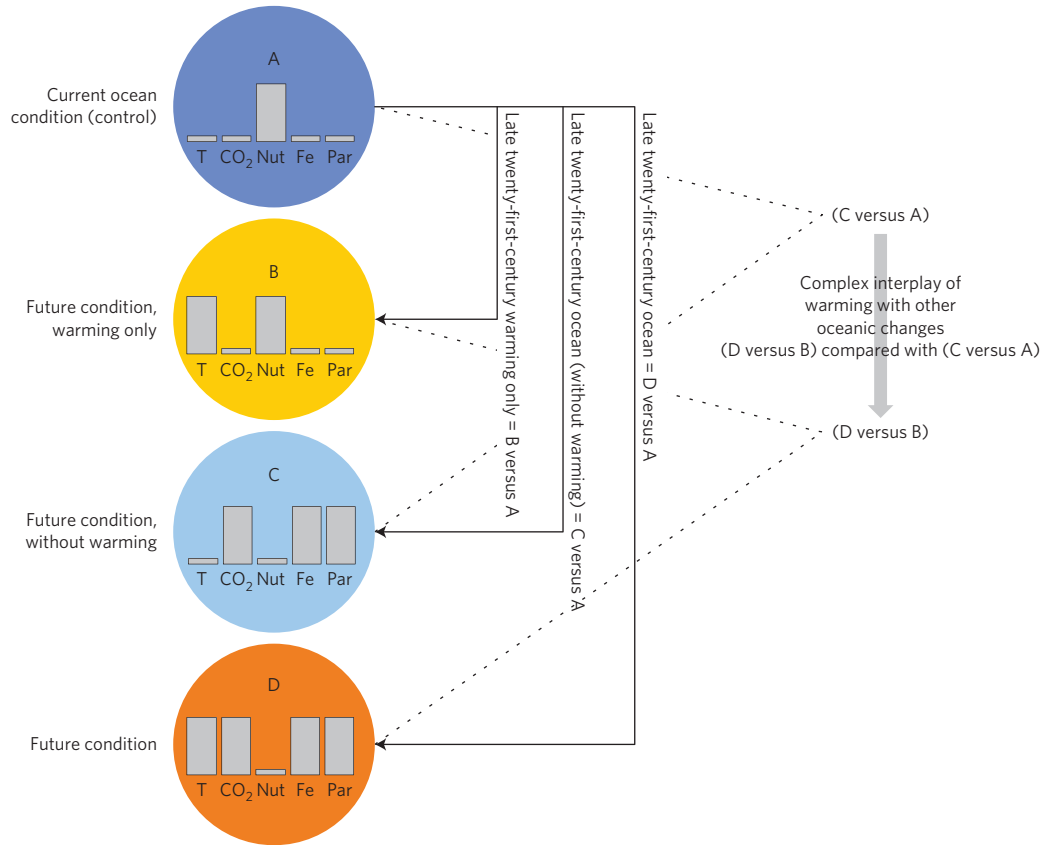 Current ocean
condition (control)
A
T CO₂ Nut Fe Par
Future condition,
warming only
B
T CO₂ Nut Fe Par
Future condition,
without warming
C
T CO₂ Nut Fe Par
Future condition
D
T CO₂ Nut Fe Par
Late twenty-first-century warming only = B versus A
Late twenty-first-century ocean (without warming) = C versus A
Late twenty-first-century ocean = D versus A
(C versus A)
Complex interplay of
warming with other
oceanic changes
(D versus B) compared with (C versus A)
(D versus B)